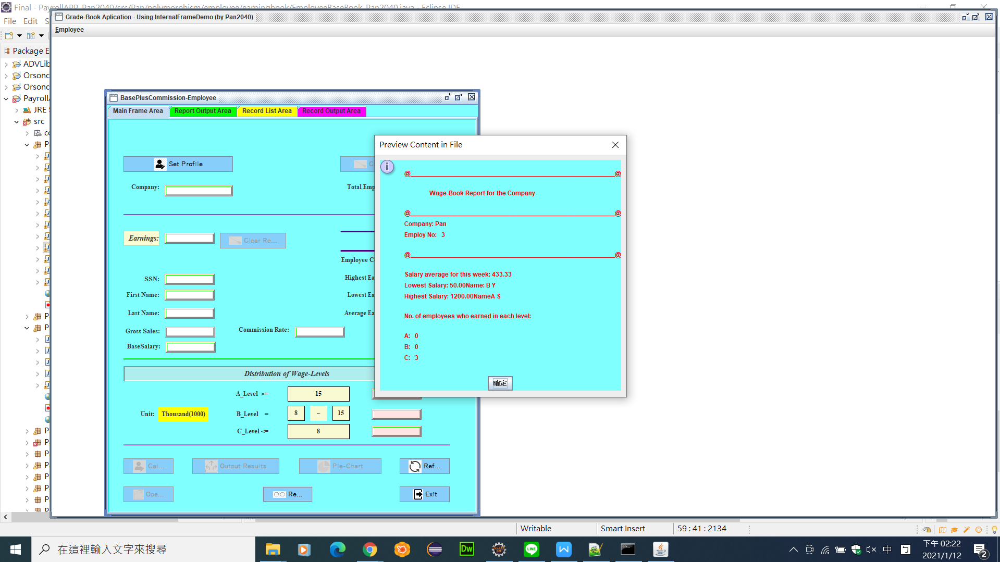 Final - PayrollAPP_Pan2040/src/Pan/polymorphism/employee/earningbook/EmployeeBaseBook_Pan2040.java - Eclipse IDE
File Edit S
Grade-Book Aplication - Using InternalFrameDemo (by Pan2040)
Employee
Package E
ADVLib
Orsonc
Orsonc
Payroll
JRE S
src
BasePlusCommission-Employee
Main Frame Area
Report Output Area
Record List Area
Record Output Area
Set Profile
Company:
Total Emp
Earnings:
Clear Re...
Employee C
SSN:
Highest Ea
First Name:
Lowest Ea
Last Name:
Average Ea
Gross Sales:
Commission Rate:
BaseSalary:
Distribution of Wage-Levels
A_Level >=
15
Unit:
Thousand(1000)
B_Level =
8
~
15
C_Level <=
8
Cal...
Output Results
Pie-Chart
Ref...
Ope...
Re...
Exit
Preview Content in File
@________@
Wage-Book Report for the Company
@________@
Company: Pan
Employ No: 3
@________@
Salary average for this week: 433.33
Lowest Salary: 50.00Name: B Y
Highest Salary: 1200.00NameA S
No. of employees who earned in each level:
A: 0
B: 0
C: 3
確定
Writable
Smart Insert
59 : 41 : 2134
在這裡輸入文字來搜尋
Dw
LINE
中
ㄅ
下午 02:22
2021/1/12
2